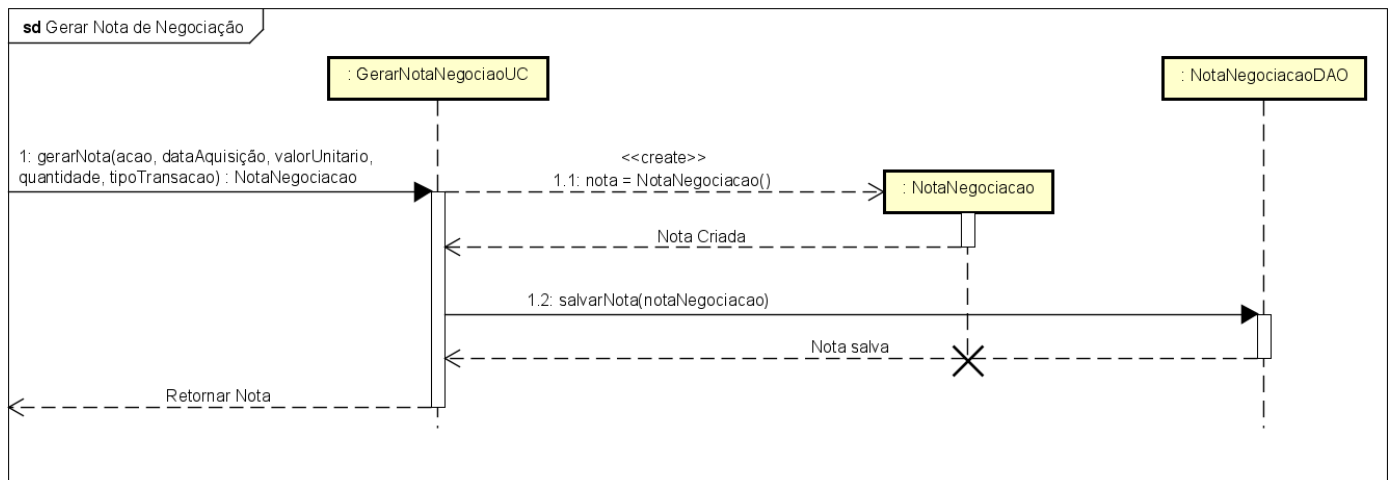 sd Gerar Nota de Negociação
: GerarNotaNegociaoUC
: NotaNegociacaoDAO
1: gerarNota(acao, dataAquisição, valorUnitario,
quantidade, tipoTransacao) : NotaNegociacao
<<create>>
1.1: nota = NotaNegociacao()
: NotaNegociacao
Nota Criada
1.2: salvarNota(notaNegociacao)
Nota salva
Retornar Nota